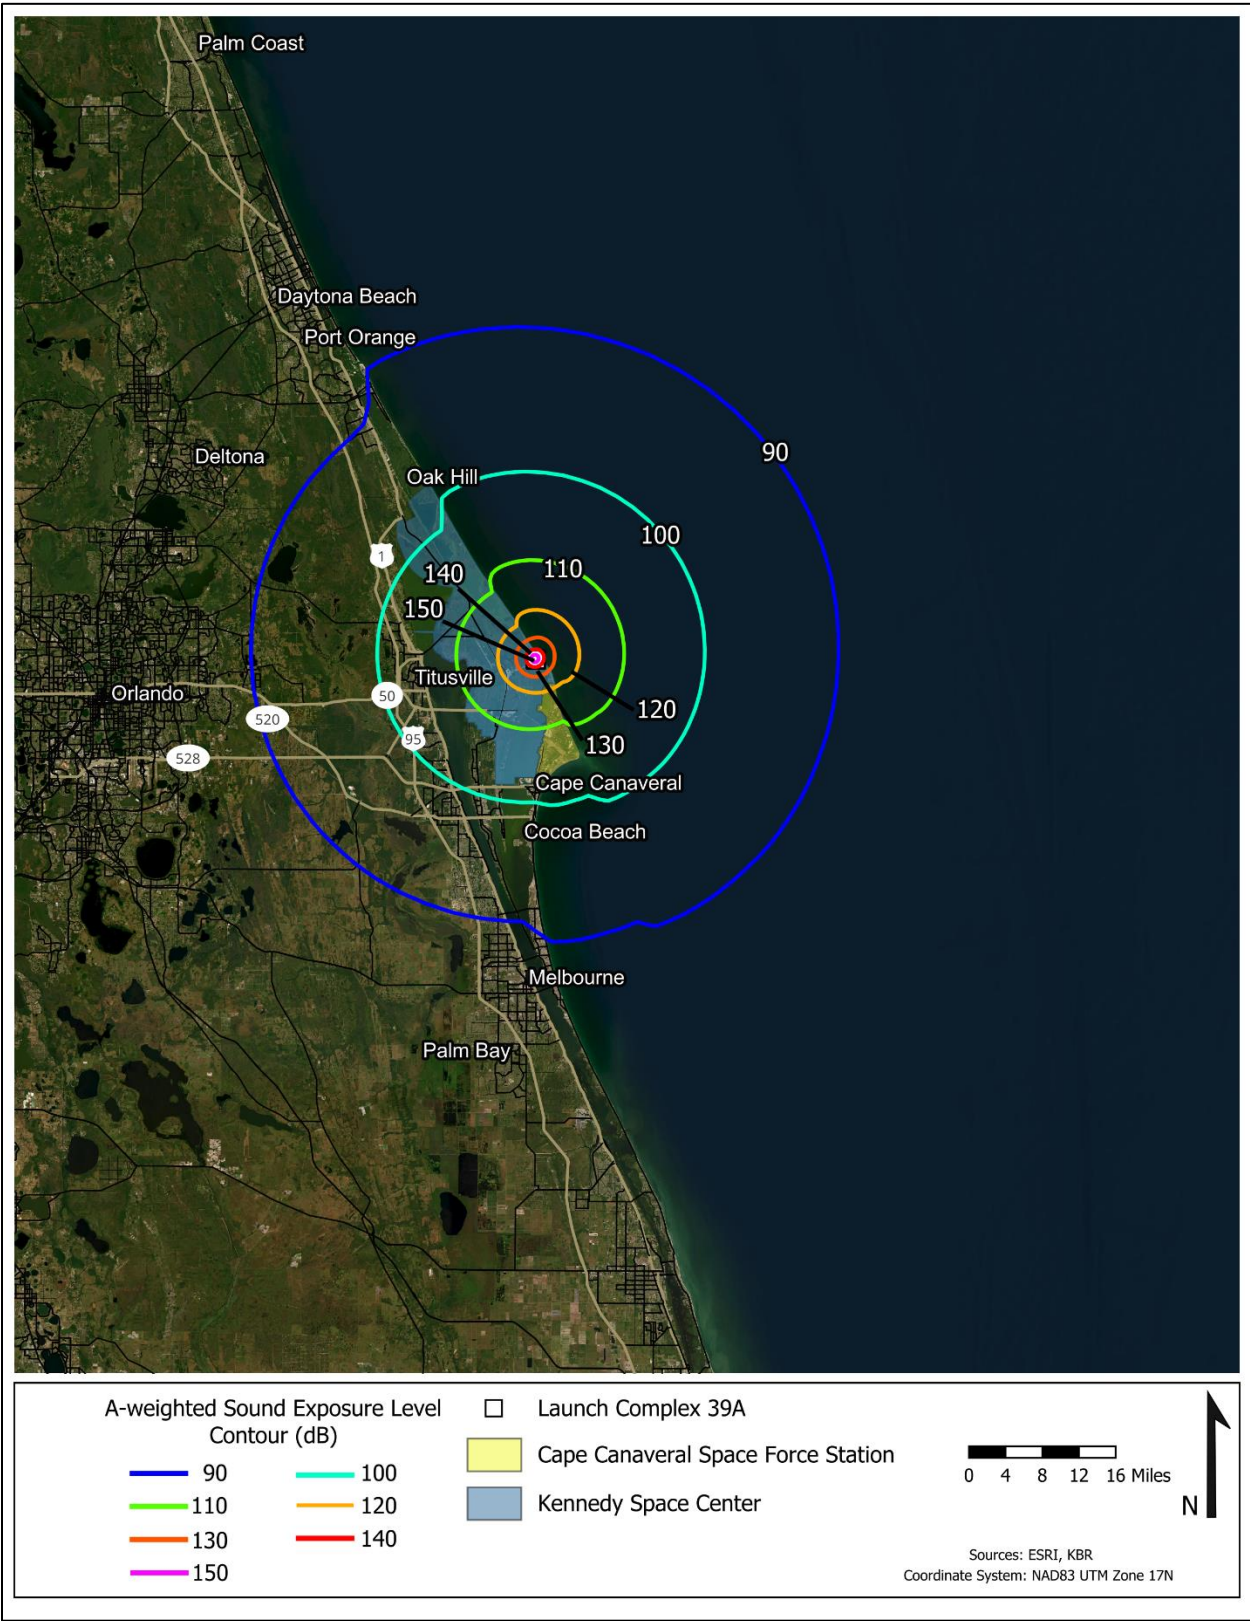 Palm Coast
Daytona Beach
Port Orange
90
Deltona
Oak Hill
100
1
110
140
150
Titusville
Orlando
50
520
120
95
130
528
Cape Canaveral
Cocoa Beach
Melbourne
Palm Bay
A-weighted Sound Exposure Level
Contour (dB)
90
100
110
120
130
140
150
Launch Complex 39A
Cape Canaveral Space Force Station
Kennedy Space Center
0 4 8 12 16 Miles
N
Sources: ESRI, KBR
Coordinate System: NAD83 UTM Zone 17N